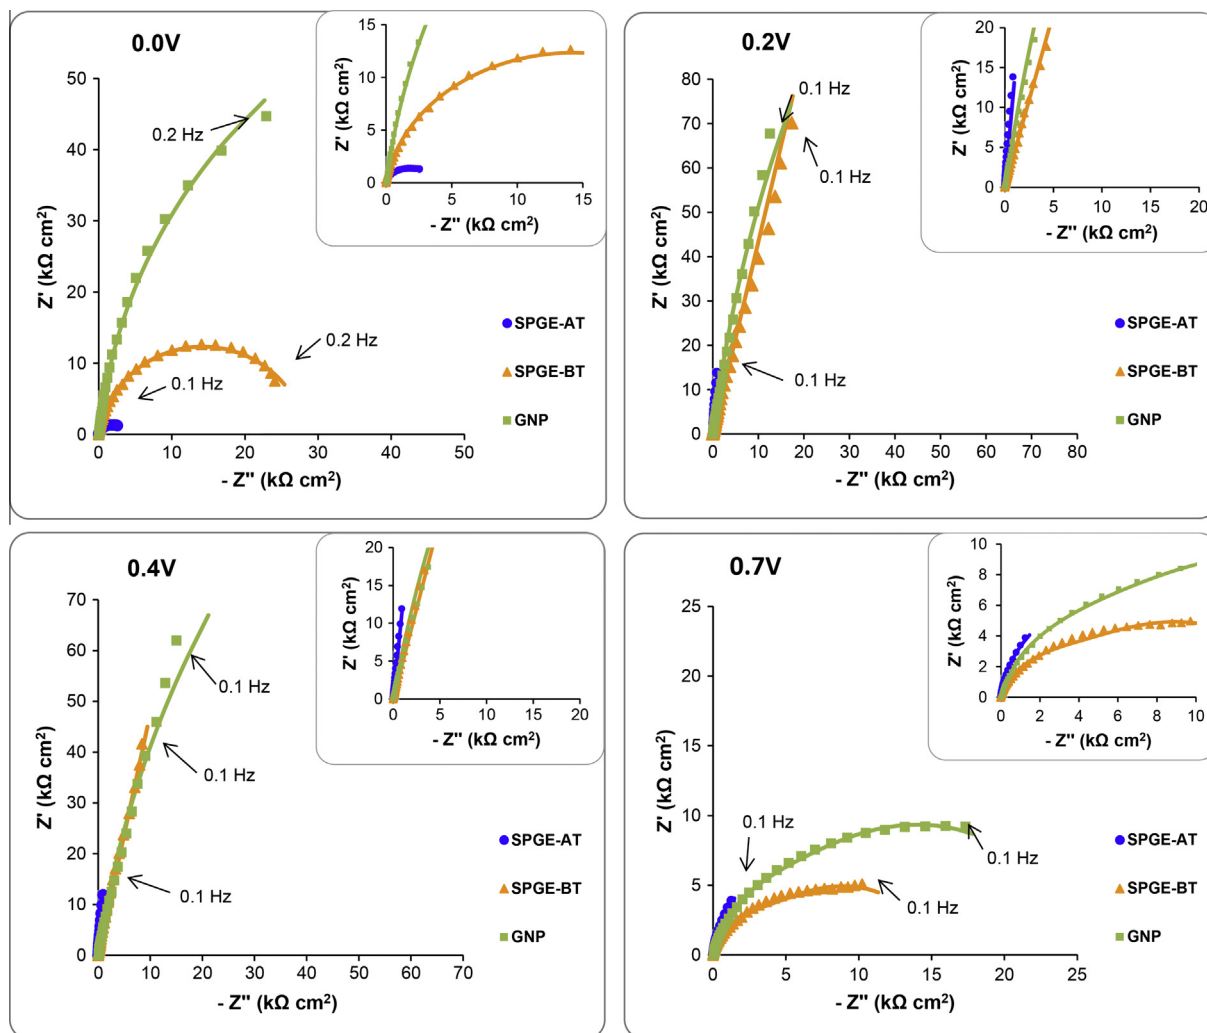 0.0V
50
40
30
20
10
0
Z' (kΩ cm²)
0 10 20 30 40 50
- Z'' (kΩ cm²)
0.2 Hz
0.2 Hz
0.1 Hz
15
10
5
0
Z' (kΩ cm²)
0 5 10 15
- Z'' (kΩ cm²)
SPGE-AT
SPGE-BT
GNP
0.2V
80
70
60
50
40
30
20
10
0
Z' (kΩ cm²)
0 10 20 30 40 50 60 70 80
- Z'' (kΩ cm²)
0.1 Hz
0.1 Hz
0.1 Hz
20
15
10
5
0
Z' (kΩ cm²)
0 5 10 15 20
- Z'' (kΩ cm²)
SPGE-AT
SPGE-BT
GNP
0.4V
70
60
50
40
30
20
10
0
Z' (kΩ cm²)
0 10 20 30 40 50 60 70
- Z'' (kΩ cm²)
0.1 Hz
0.1 Hz
0.1 Hz
20
15
10
5
0
Z' (kΩ cm²)
0 5 10 15 20
- Z'' (kΩ cm²)
SPGE-AT
SPGE-BT
GNP
0.7V
25
20
15
10
5
0
Z' (kΩ cm²)
0 5 10 15 20 25
- Z'' (kΩ cm²)
0.1 Hz
0.1 Hz
0.1 Hz
10
8
6
4
2
0
Z' (kΩ cm²)
0 2 4 6 8 10
- Z'' (kΩ cm²)
SPGE-AT
SPGE-BT
GNP